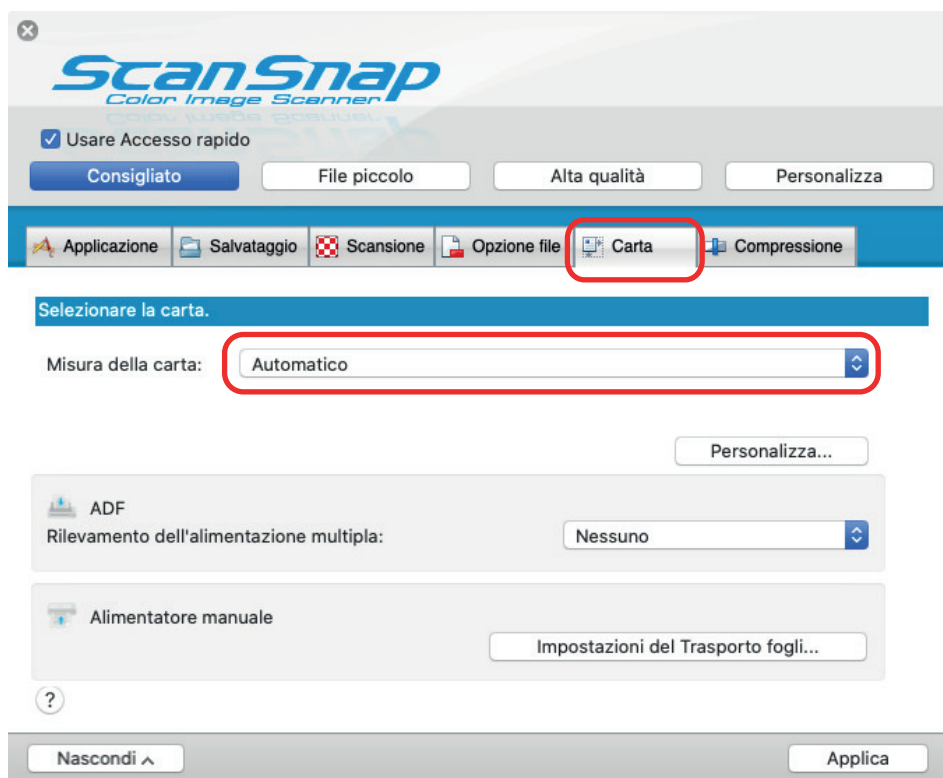 ScanSnap
Color Image Scanner
Usare Accesso rapido
Consigliato File piccolo Alta qualità Personalizza
Applicazione Salvataggio Scansione Opzione file Carta Compressione
Selezionare la carta.
Misura della carta: Automatico
Personalizza...
ADF
Rilevamento dell'alimentazione multipla: Nessuno
Alimentatore manuale
Impostazioni del Trasporto fogli...
?
Nascondi Applica